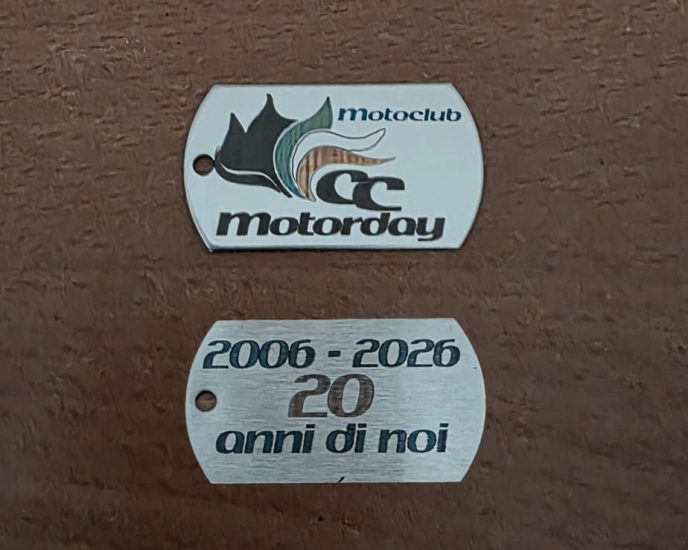 Motoclub
CC
Motorday
2006 - 2026
20
anni di noi